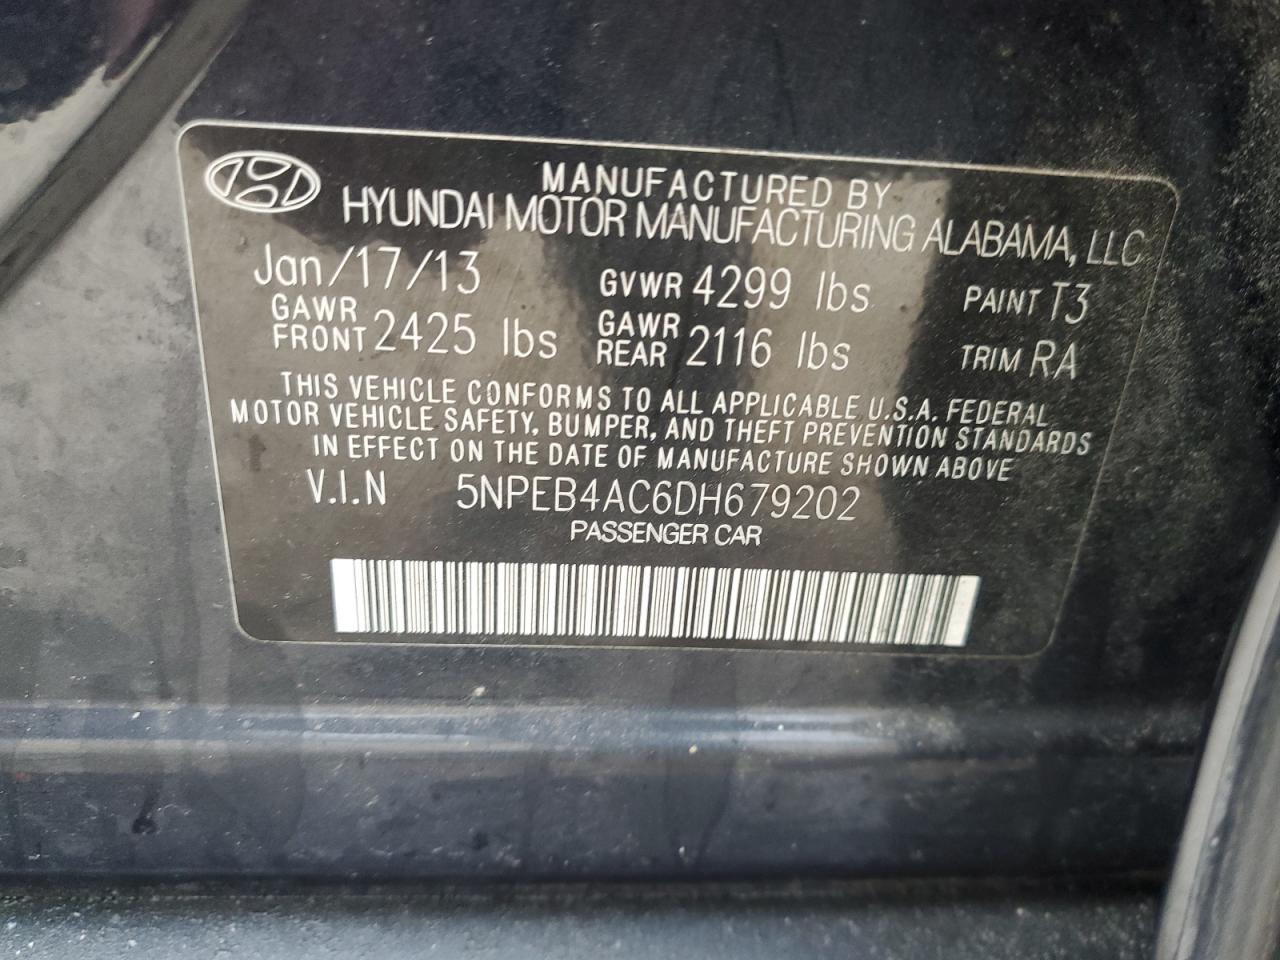 MANUFACTURED BY
HYUNDAI MOTOR MANUFACTURING ALABAMA, LLC
Jan/17/13 GVWR 4299 lbs PAINT T3
GAWR FRONT 2425 lbs GAWR REAR 2116 lbs TRIM RA
THIS VEHICLE CONFORMS TO ALL APPLICABLE U.S.A. FEDERAL
MOTOR VEHICLE SAFETY, BUMPER, AND THEFT PREVENTION STANDARDS
IN EFFECT ON THE DATE OF MANUFACTURE SHOWN ABOVE
V.I.N 5NPEB4AC6DH679202
PASSENGER CAR